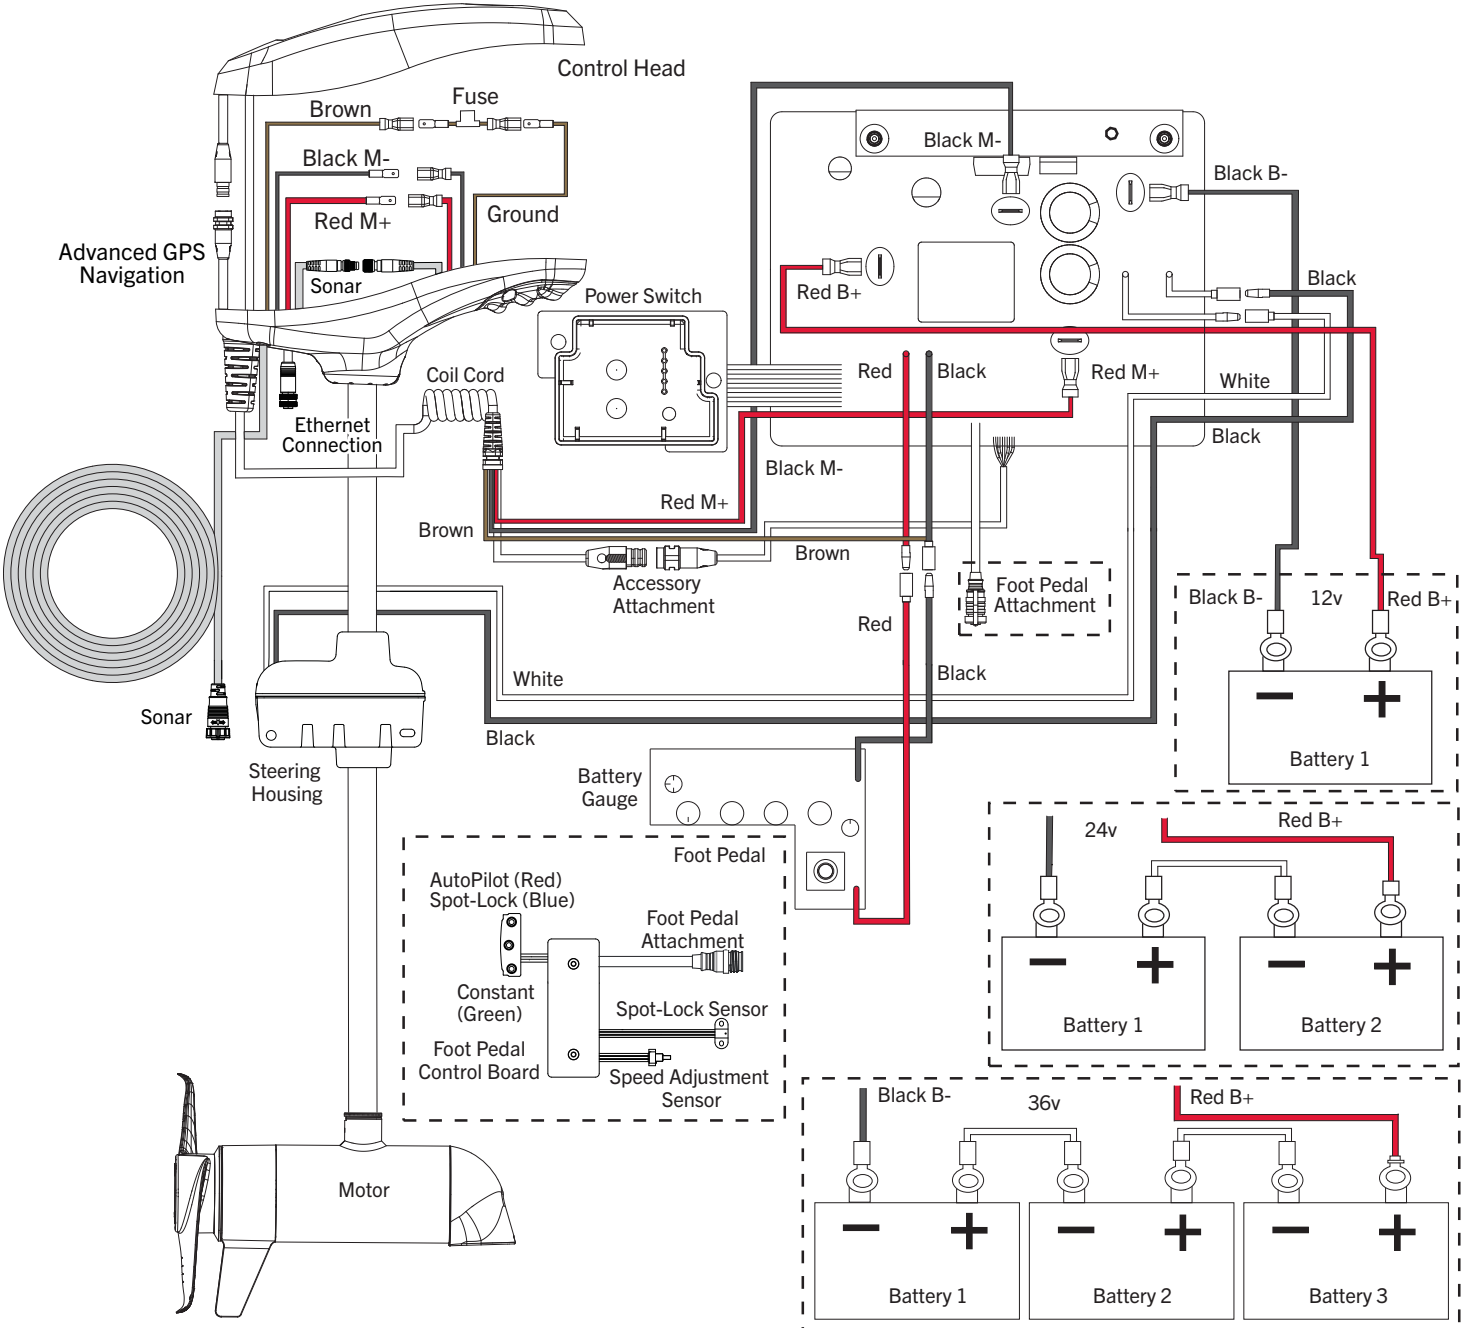 Control Head
Fuse
Brown
Black M-
Red M+
Ground
Advanced GPS
Navigation
Sonar
Power Switch
Coil Cord
Ethernet
Connection
Black M-
Black B-
Red B+
Black
Red
Black
Red M+
White
Black
Black M-
Red M+
Brown
Brown
Accessory
Attachment
Foot Pedal
Attachment
Red
Black
White
Black
Sonar
Steering
Housing
Battery
Gauge
Foot Pedal
Black B-
12v
Red B+
Battery 1
24v
Red B+
Battery 1
Battery 2
AutoPilot (Red)
Spot-Lock (Blue)
Foot Pedal
Attachment
Constant
(Green)
Spot-Lock Sensor
Foot Pedal
Control Board
Speed Adjustment
Sensor
Black B-
36v
Red B+
Battery 1
Battery 2
Battery 3
Motor